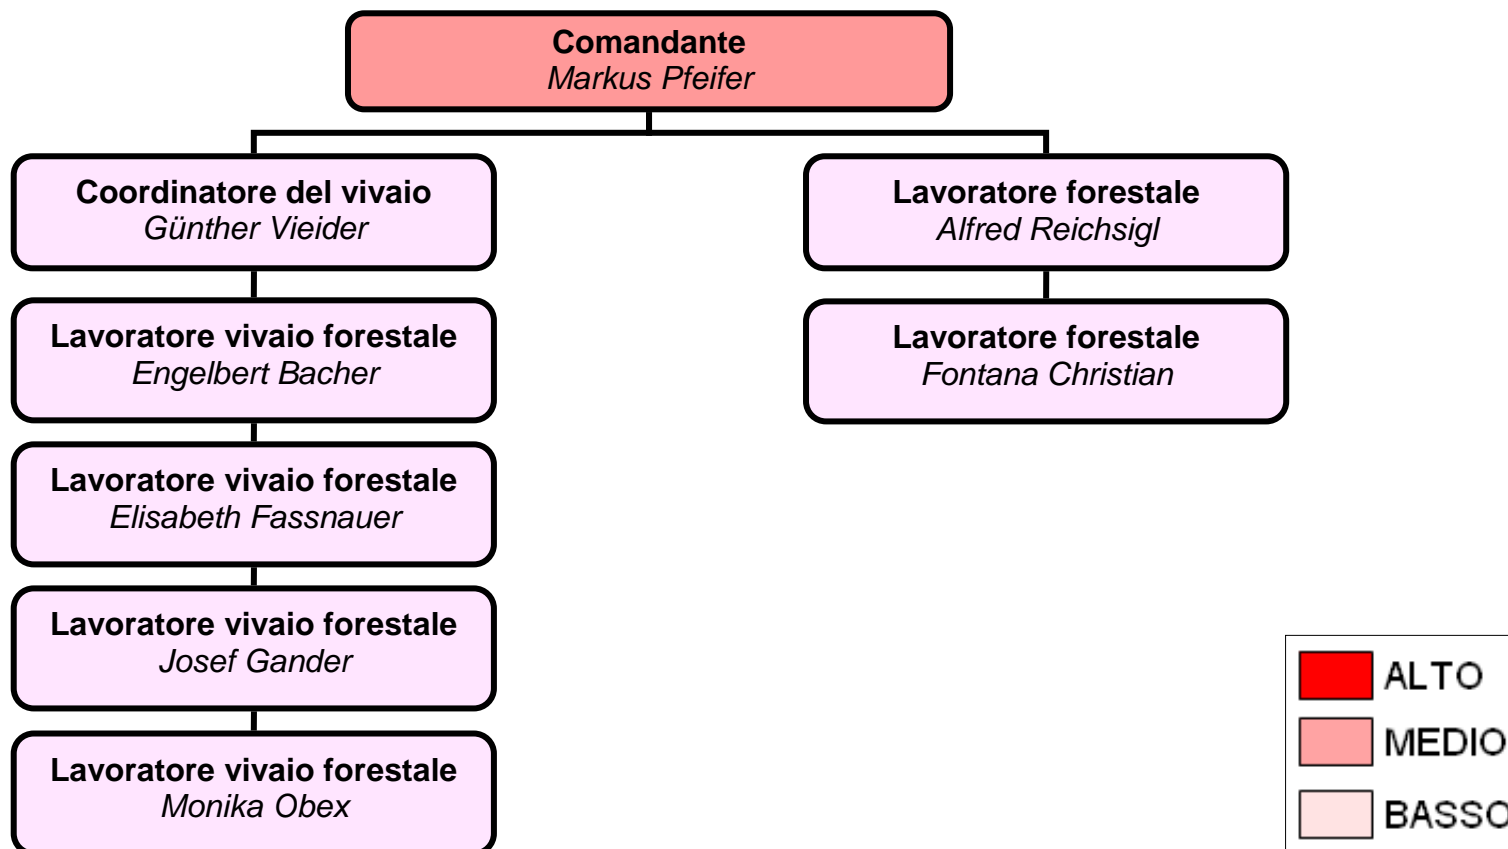 Comandante
Markus Pfeifer
Coordinatore del vivaio
Günther Vieider
Lavoratore vivaio forestale
Engelbert Bacher
Lavoratore vivaio forestale
Elisabeth Fassnauer
Lavoratore vivaio forestale
Josef Gander
Lavoratore vivaio forestale
Monika Obex
Lavoratore forestale
Alfred Reichsigl
Lavoratore forestale
Fontana Christian
ALTO
MEDIO
BASSO